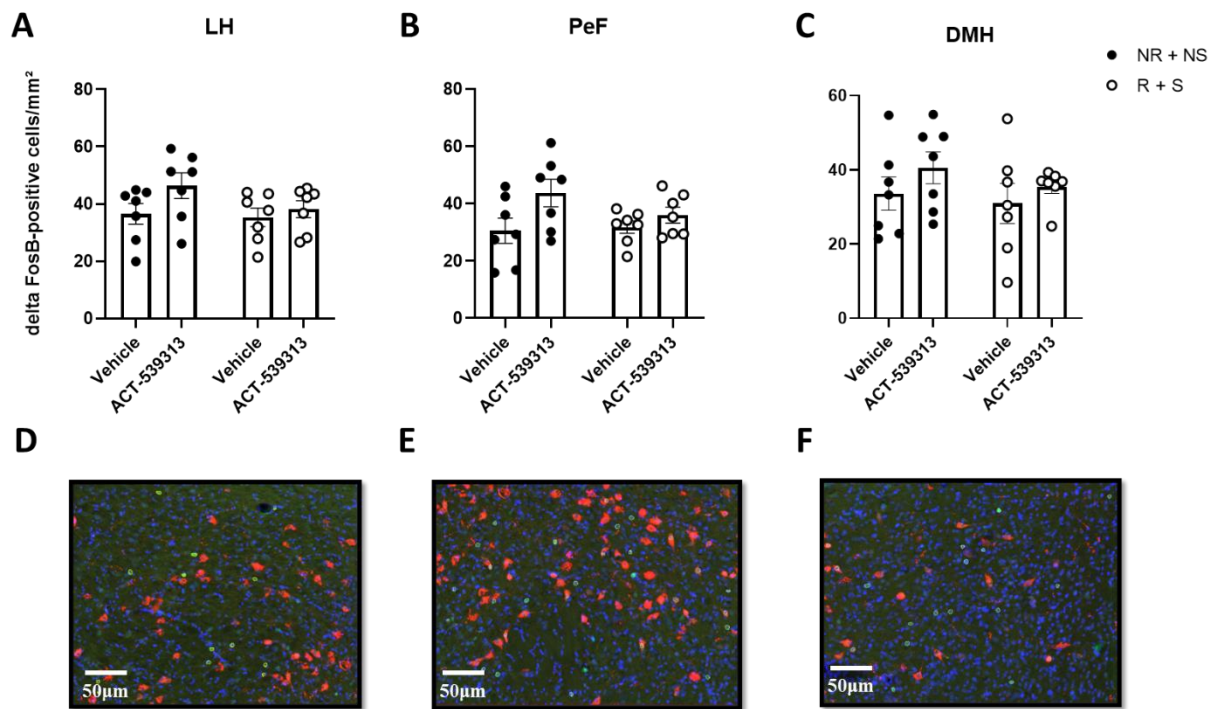 A
LH
B
PeF
C
DMH
NR + NS
R + S
delta FosB-positive cells/mm²
80
60
40
20
0
Vehicle
ACT-539313
Vehicle
ACT-539313
80
60
40
20
0
Vehicle
ACT-539313
Vehicle
ACT-539313
60
40
20
0
Vehicle
ACT-539313
Vehicle
ACT-539313
D
E
F
50µm
50µm
50µm